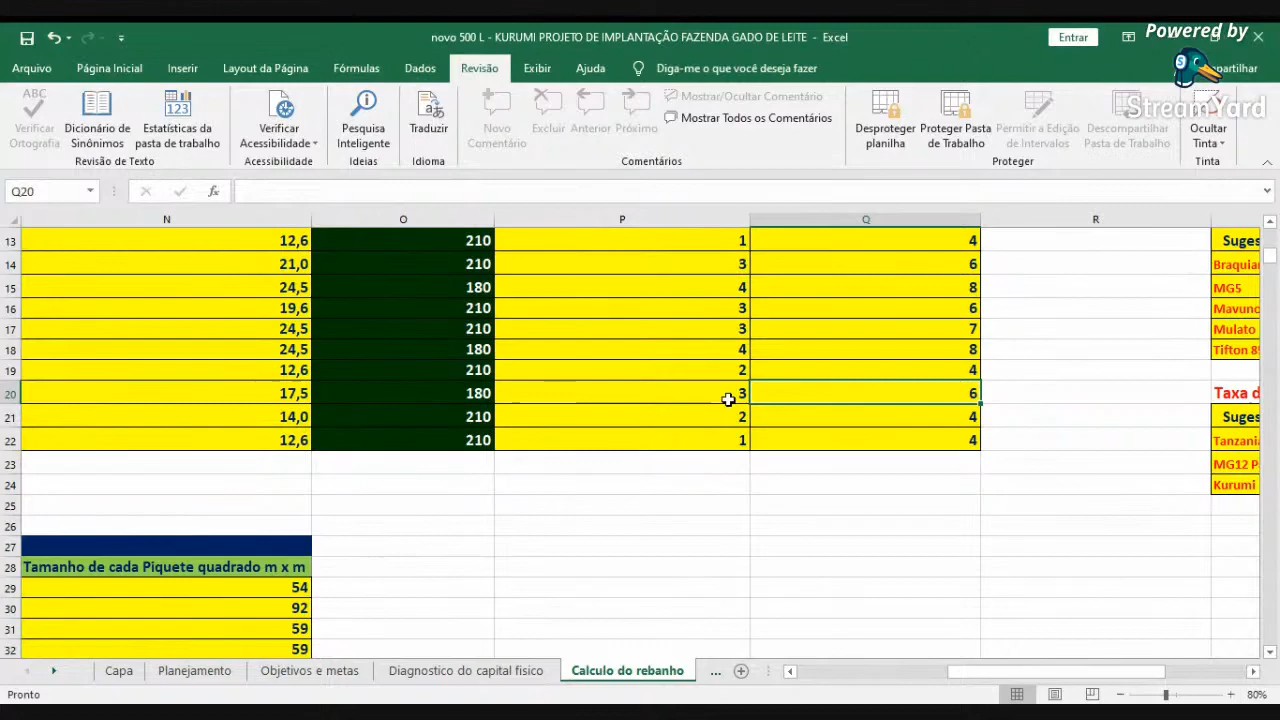 Powered by
StreamYard
novo 500 L - KURUMI PROJETO DE IMPLANTAÇÃO FAZENDA GADO DE LEITE - Excel
Entrar
Arquivo Página Inicial Inserir Layout da Página Fórmulas Dados Revisão Exibir Ajuda Diga-me o que você deseja fazer
Verificar Ortografia
Dicionário de Sinônimos
Estatísticas da pasta de trabalho
Verificar Acessibilidade
Pesquisa Inteligente
Traduzir
Novo Comentário
Excluir
Anterior
Próximo
Mostrar/Ocultar Comentário
Mostrar Todos os Comentários
Desproteger planilha
Proteger Pasta de Trabalho
Permitir a Edição de Intervalos
Descompartilhar Pasta de Trabalho
Ocultar Tinta
Revisão de Texto Acessibilidade Ideias Idioma Comentários Proteger Tinta
Q20 fx
N O P Q R
13 12,6 210 1 4 Suges
14 21,0 210 3 6 Braquia
15 24,5 180 4 8 MG5
16 19,6 210 3 6 Mavuno
17 24,5 210 3 7 Mulato
18 24,5 180 4 8 Tifton 8
19 12,6 210 2 4
20 17,5 180 3 6 Taxa d
21 14,0 210 2 4 Suges
22 12,6 210 1 4 Tanzania
23 MG12 P
24 Kurumi
25
26
27
28 Tamanho de cada Piquete quadrado m x m
29 54
30 92
31 59
32 59
Capa Planejamento Objetivos e metas Diagnostico do capital fisico Calculo do rebanho ...
Pronto 80%